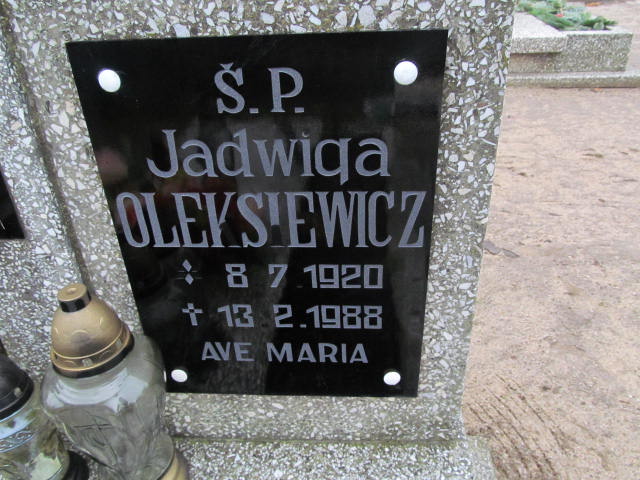 Š.P.
Jadwiga
OLEKSIEWICZ
8 7 1920
✝ 13 2.1988
AVE MARIA